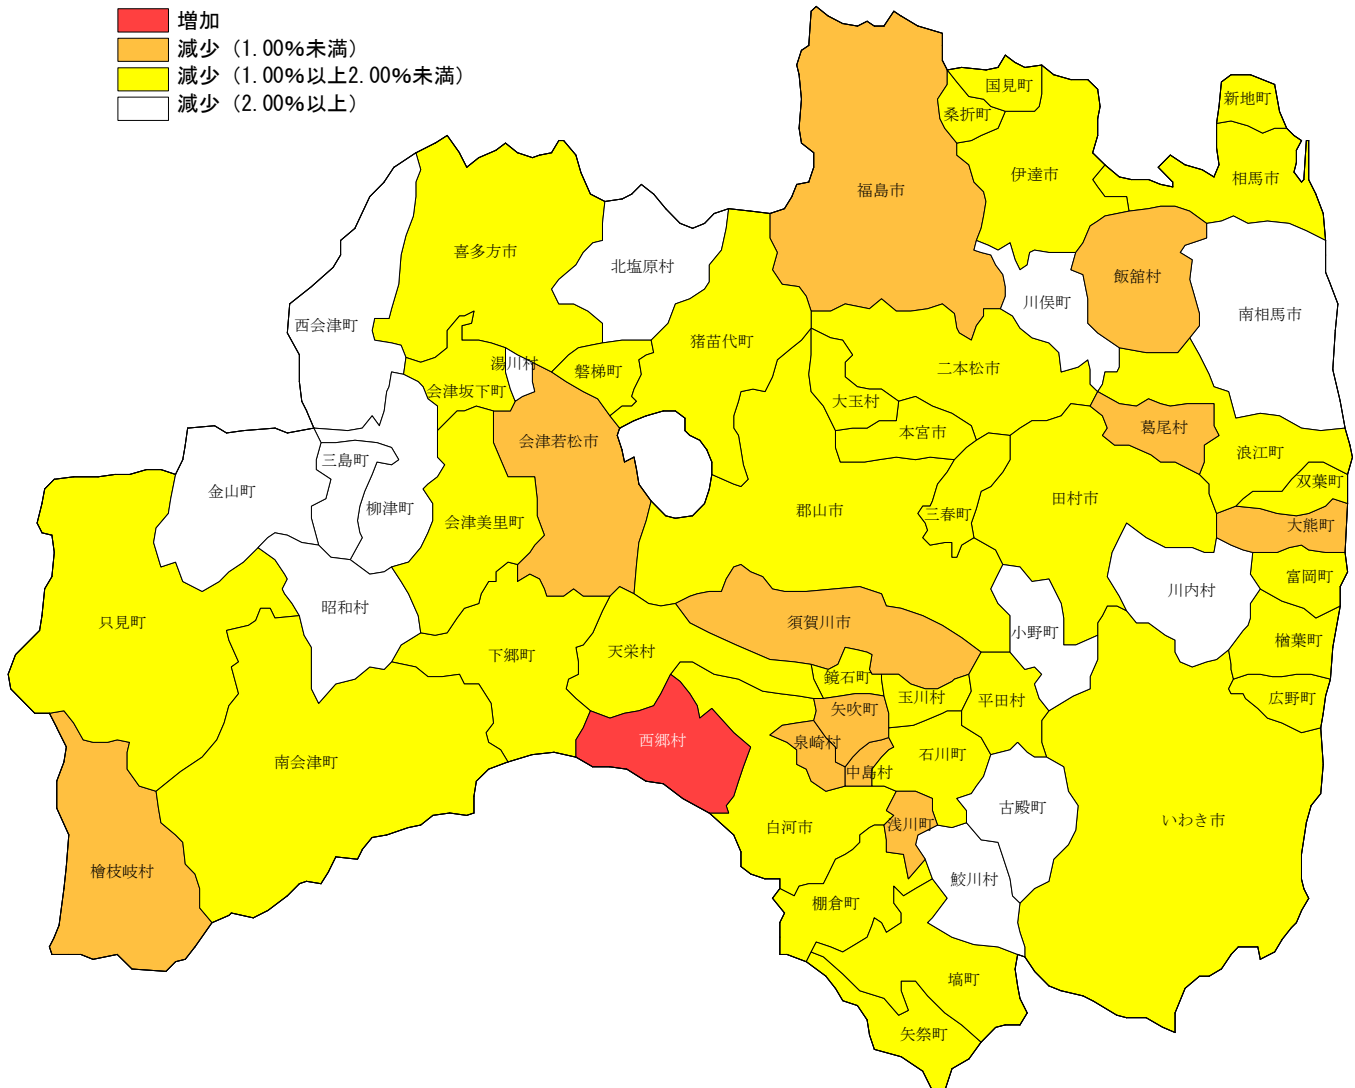 増加
減少（1.00%未満）
減少（1.00%以上2.00%未満）
減少（2.00%以上）
国見町
新地町
桑折町
伊達市
相馬市
福島市
喜多方市
北塩原村
飯舘村
川俣町
南相馬市
西会津町
猪苗代町
湯川村
磐梯町
二本松市
会津坂下町
大玉村
会津若松市
本宮市
葛尾村
浪江町
三島町
双葉町
金山町
柳津町
田村市
会津美里町
郡山市
三春町
大熊町
富岡町
川内村
昭和村
只見町
須賀川市
小野町
楢葉町
下郷町
天栄村
鏡石町
玉川村
平田村
広野町
矢吹町
西郷村
泉崎村
石川町
南会津町
中島村
古殿町
いわき市
白河市
浅川町
檜枝岐村
鮫川村
棚倉町
塙町
矢祭町